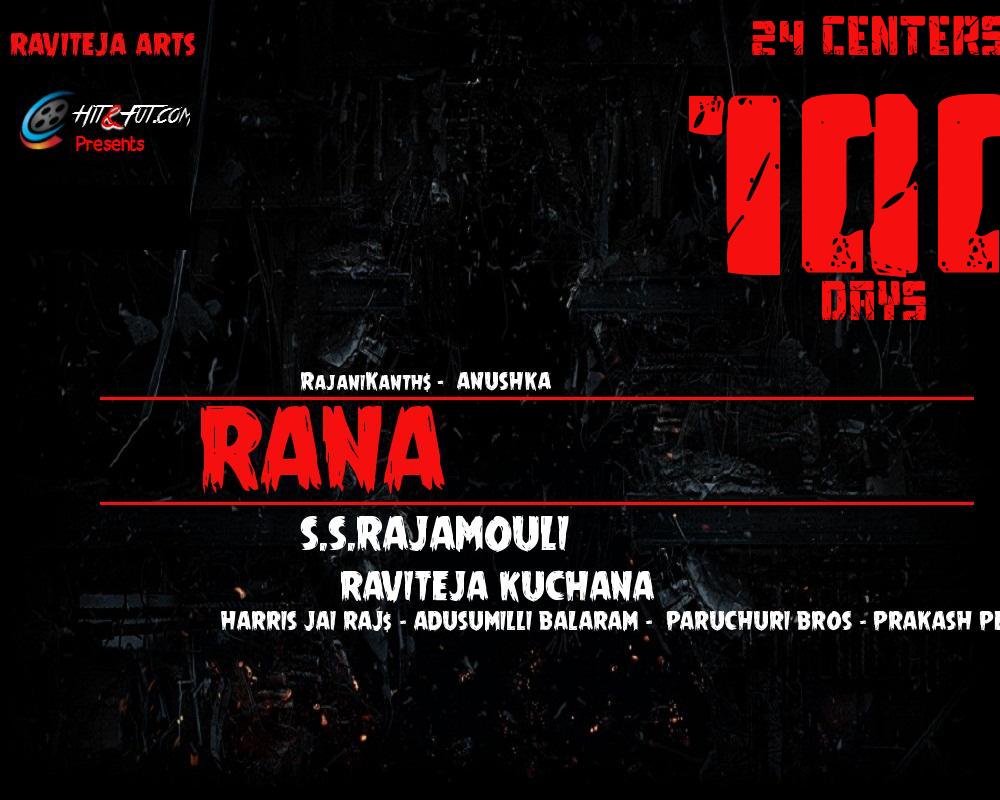 RAVITEJA ARTS
HIT&FUT.COM
Presents
24 CENTERS
100
DAYS
RAJANIKANTH$ - ANUSHKA
RANA
S.S.RAJAMOULI
RAVITEJA KUCHANA
HARRIS JAI RAJ$ - ADUSUMILLI BALARAM - PARUCHURI BROS - PRAKASH